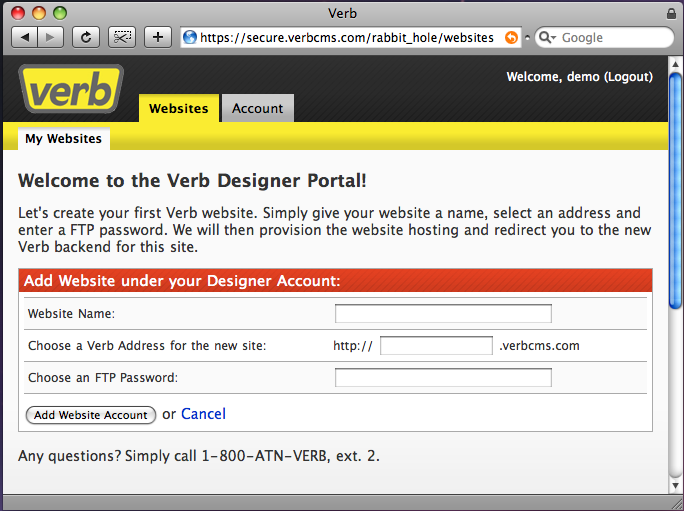 Verb
https://secure.verbcms.com/rabbit_hole/websites
Google
verb
Welcome, demo (Logout)
Websites
Account
My Websites
Welcome to the Verb Designer Portal!
Let's create your first Verb website. Simply give your website a name, select an address and
enter a FTP password. We will then provision the website hosting and redirect you to the new
Verb backend for this site.
Add Website under your Designer Account:
Website Name:
Choose a Verb Address for the new site: http:// .verbcms.com
Choose an FTP Password:
Add Website Account or Cancel
Any questions? Simply call 1-800-ATN-VERB, ext. 2.